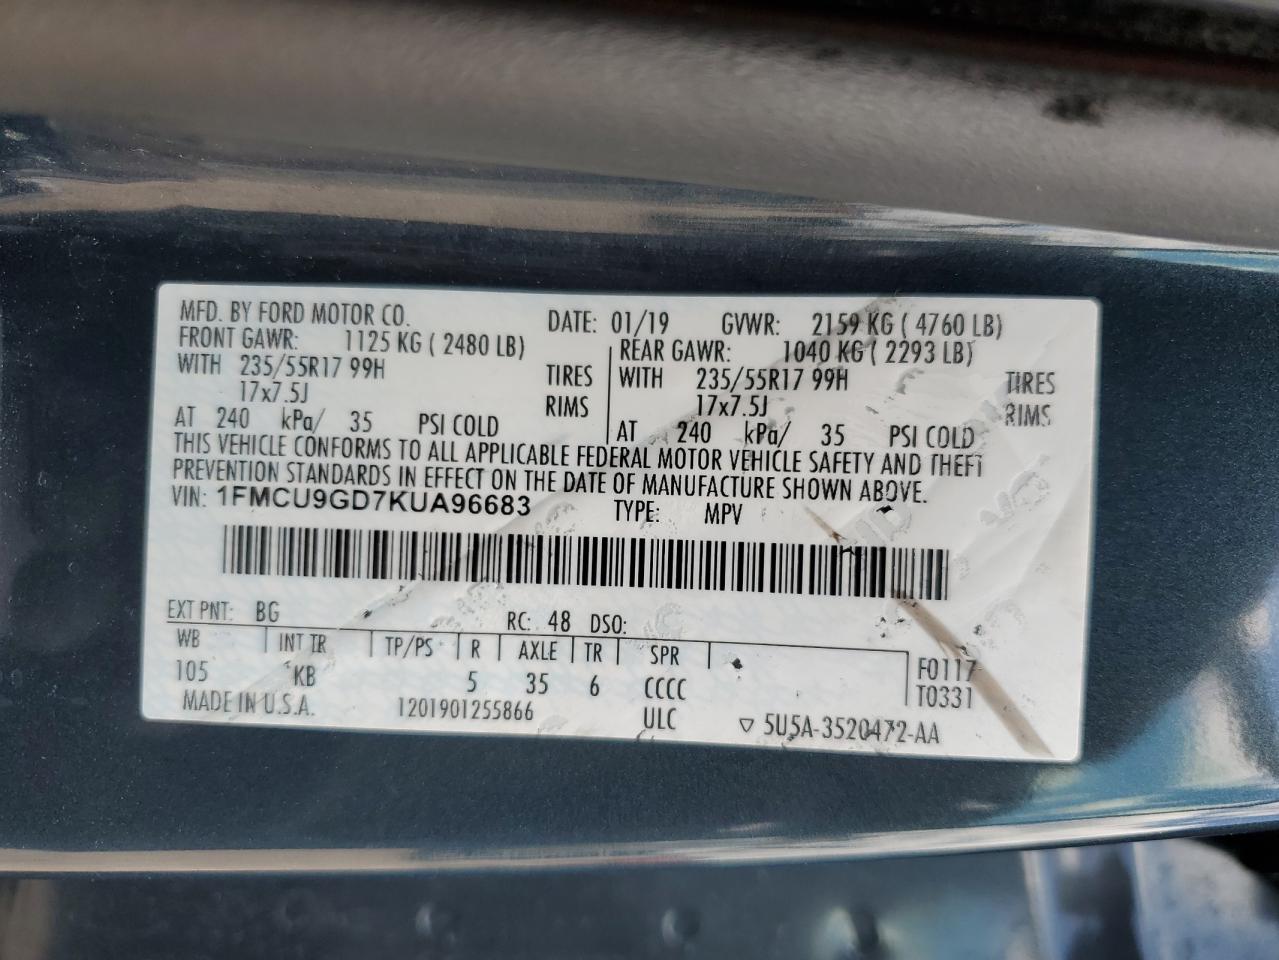 MFD. BY FORD MOTOR CO. DATE: 01/19 GVWR: 2159 KG ( 4760 LB)
FRONT GAWR: 1125 KG ( 2480 LB) REAR GAWR: 1040 KG ( 2293 LB)
WITH 235/55R17 99H TIRES WITH 235/55R17 99H TIRES
17x7.5J RIMS 17x7.5J RIMS
AT 240 kPa/ 35 PSI COLD AT 240 kPa/ 35 PSI COLD
THIS VEHICLE CONFORMS TO ALL APPLICABLE FEDERAL MOTOR VEHICLE SAFETY AND THEFT
PREVENTION STANDARDS IN EFFECT ON THE DATE OF MANUFACTURE SHOWN ABOVE.
VIN: 1FMCU9GD7KUA96683 TYPE: MPV
EXT PNT: BG RC: 48 DSO:
WB INT TR TP/PS R AXLE TR SPR F0117
105 KB 5 35 6 CCCC T0331
MADE IN U.S.A. 1201901255866 ULC ▽ 5U5A-3520472-AA